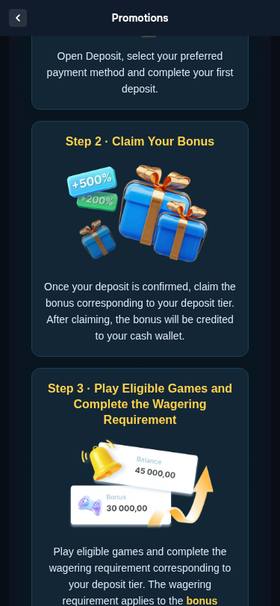 Promotions
Open Deposit, select your preferred
payment method and complete your first
deposit.
Step 2 · Claim Your Bonus
+500%
+200%
Once your deposit is confirmed, claim the
bonus corresponding to your deposit tier.
After claiming, the bonus will be credited
to your cash wallet.
Step 3 · Play Eligible Games and
Complete the Wagering
Requirement
Balance
45 000,00
Bonus
30 000,00
Play eligible games and complete the
wagering requirement corresponding to
your deposit tier. The wagering
requirement applies to the bonus